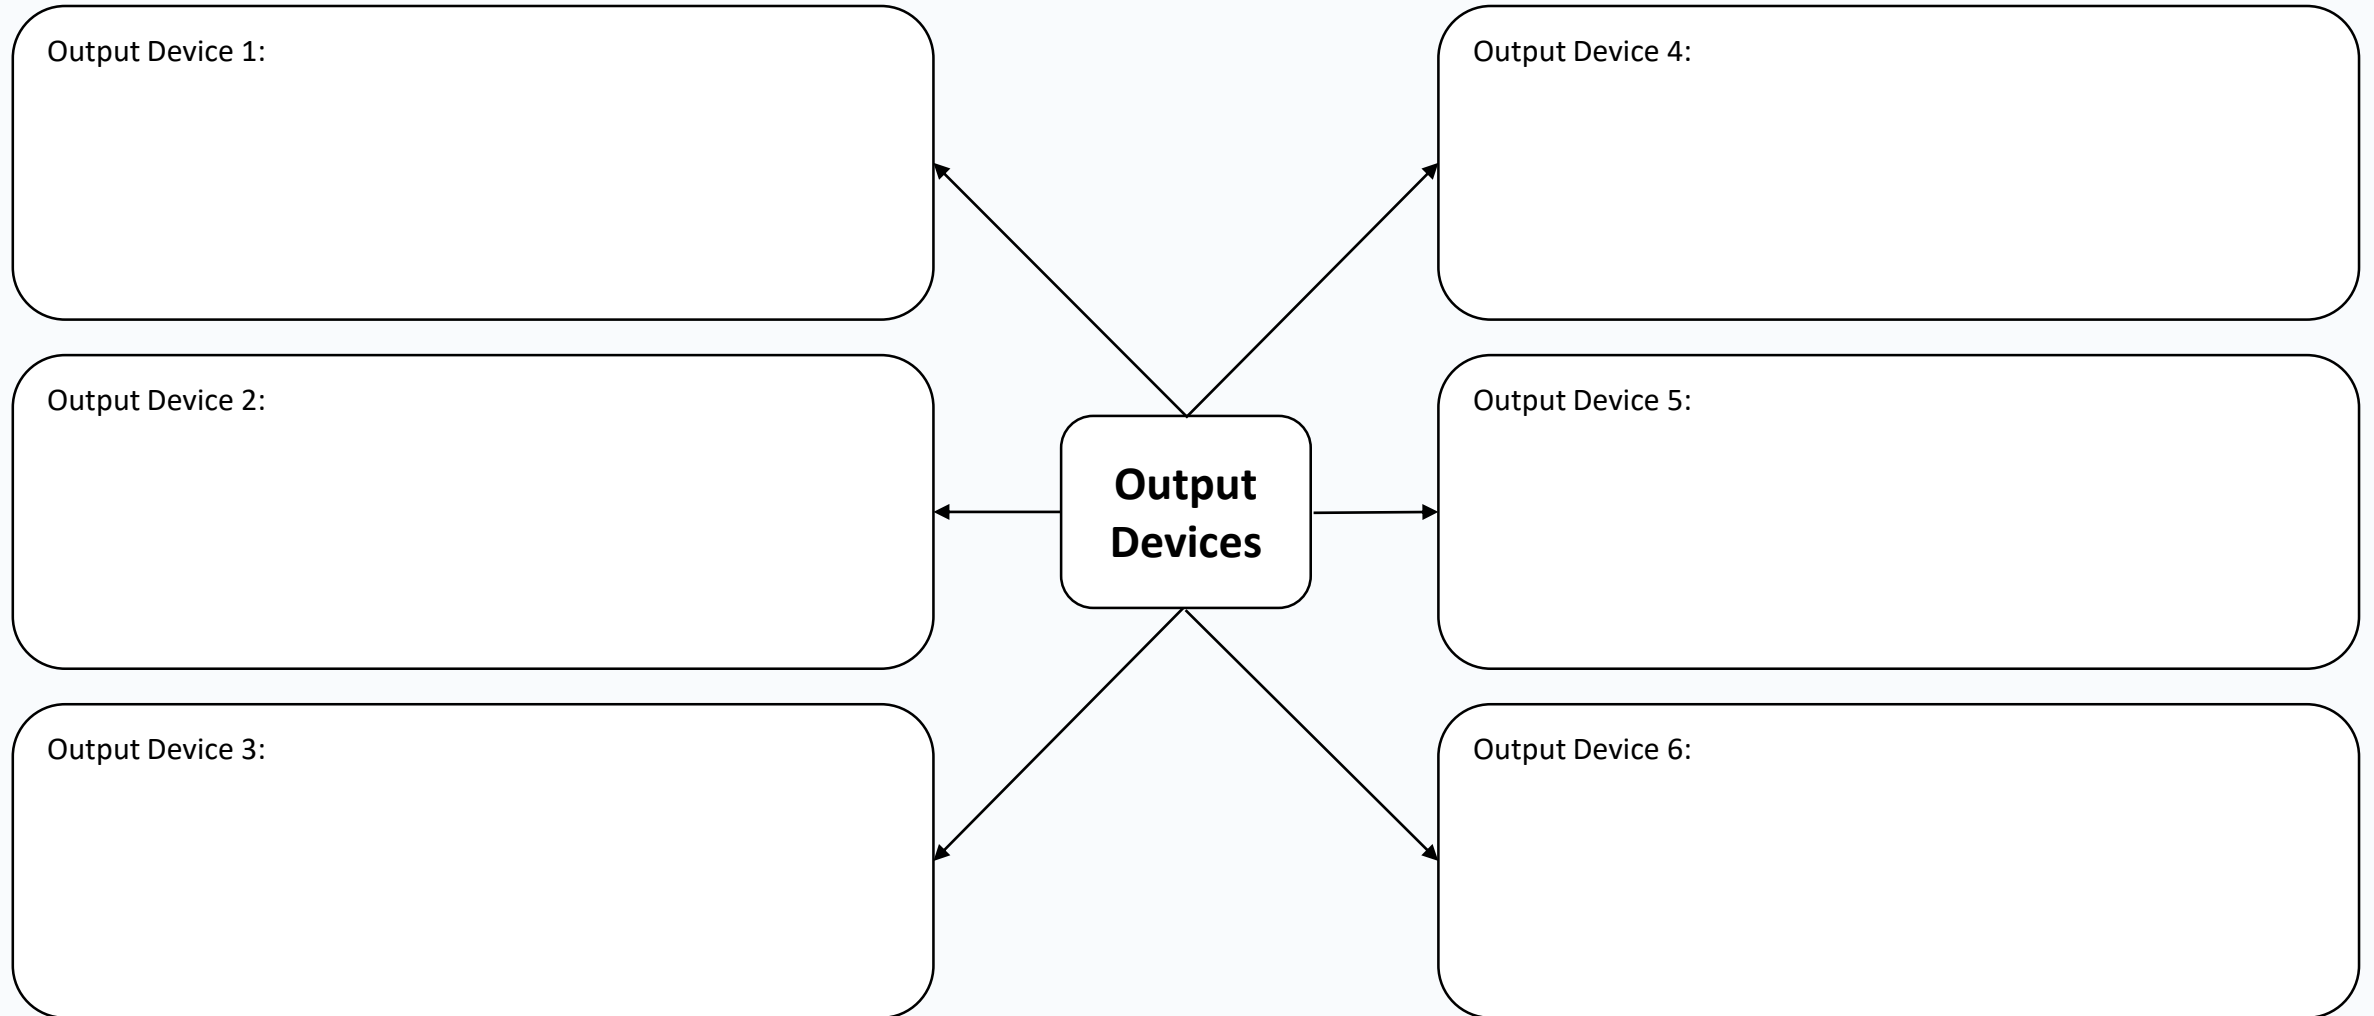 Output Device 1:
Output Device 2:
Output Device 3:
Output
Devices
Output Device 4:
Output Device 5:
Output Device 6: